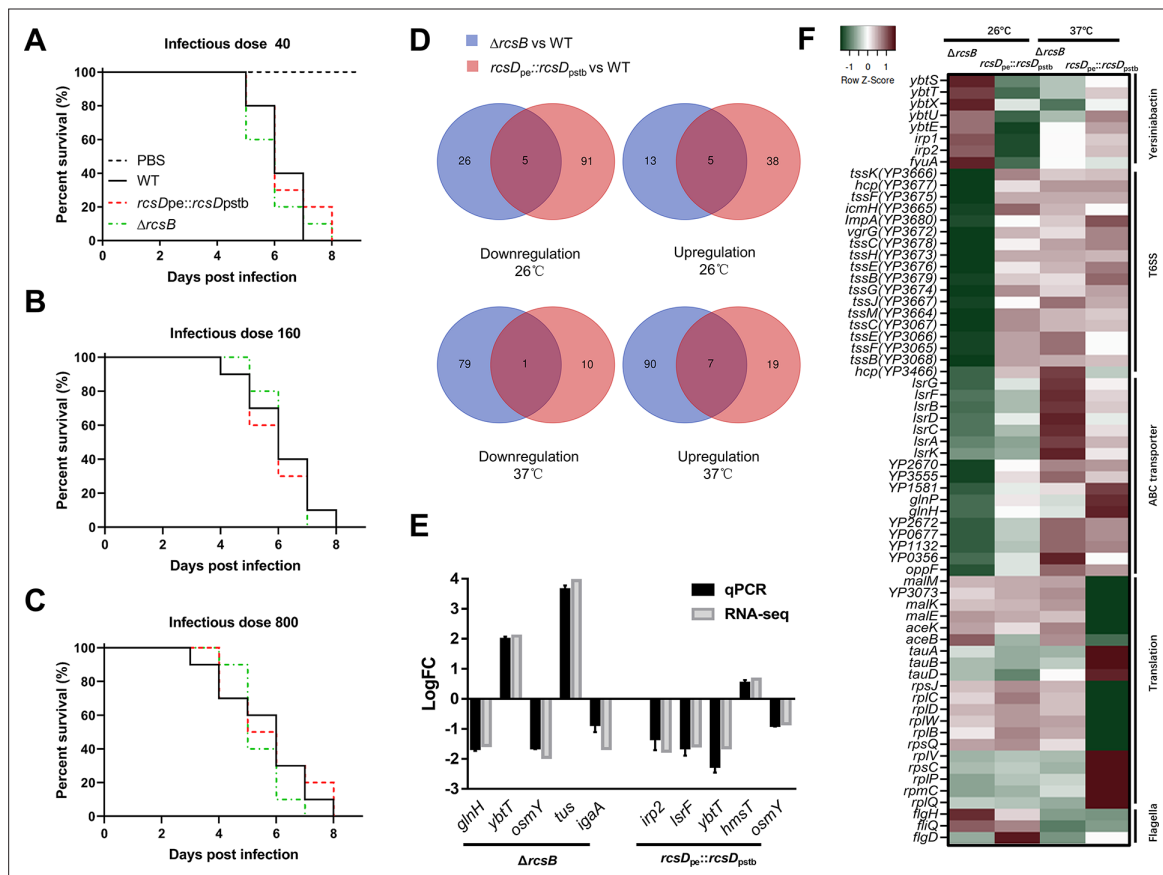 A
Infectious dose 40
Percent survival (%)
100
80
60
40
20
0
PBS
WT
rcsDpe::rcsDpstb
ΔrcsB
0 2 4 6 8
Days post infection
B
Infectious dose 160
Percent survival (%)
100
80
60
40
20
0
0 2 4 6 8
Days post infection
C
Infectious dose 800
Percent survival (%)
100
80
60
40
20
0
0 2 4 6 8
Days post infection
D
ΔrcsB vs WT
rcsDpe::rcsDpstb vs WT
26 5 91
13 5 38
Downregulation
26℃
Upregulation
26℃
79 1 10
90 7 19
Downregulation
37℃
Upregulation
37℃
E
LogFC
4
3
2
1
0
-1
-2
-3
qPCR
RNA-seq
glnH ybtT osmY tus igaA irp2 lsrF ybtT hmsT osmY
ΔrcsB rcsDpe::rcsDpstb
F
-1 0 1
Row Z-Score
26℃ 37℃
ΔrcsB ΔrcsB
rcsDpe::rcsDpstb rcsDpe::rcsDpstb
ybtS
ybtT
ybtX
ybtU
ybtE
irp1
irp2
fyuA
tssK(YP3666)
hcp(YP3677)
tssF(YP3675)
icmH(YP3665)
ImpA(YP3680)
vgrG(YP3672)
tssC(YP3678)
tssH(YP3673)
tssE(YP3676)
tssB(YP3679)
tssG(YP3674)
tssJ(YP3667)
tssM(YP3664)
tssC(YP3067)
tssE(YP3066)
tssF(YP3065)
tssB(YP3068)
hcp(YP3466)
lsrG
lsrF
lsrB
lsrD
lsrC
lsrA
lsrK
YP2670
YP3555
YP1581
glnP
glnH
YP2672
YP0677
YP1132
YP0356
oppF
malM
YP3073
malK
malE
aceK
aceB
tauA
tauB
tauD
rpsJ
rplC
rplD
rplW
rplB
rpsQ
rplV
rpsC
rplP
rpmC
rplQ
flgH
fliQ
flgD
Yersiniabactin
T6SS
ABC transporter
Translation
Flagella